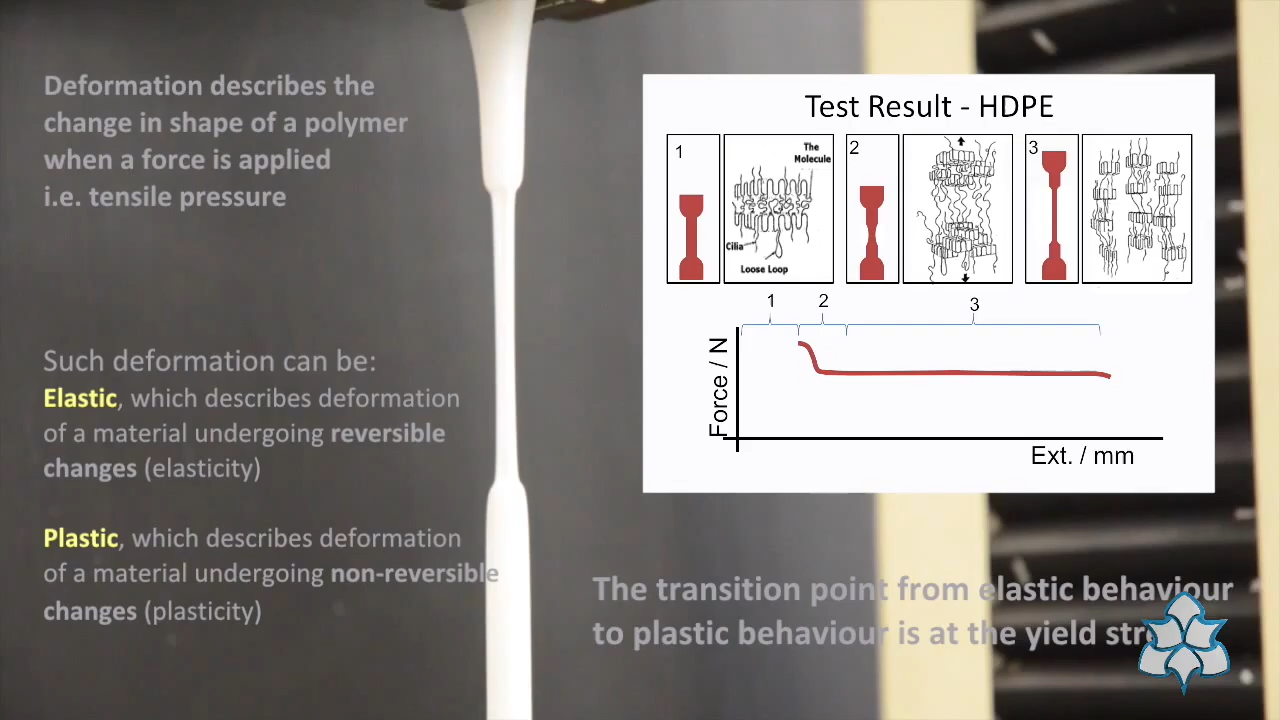 Deformation describes the
change in shape of a polymer
when a force is applied
i.e. tensile pressure
Such deformation can be:
Elastic, which describes deformation
of a material undergoing reversible
changes (elasticity)
Plastic, which describes deformation
of a material undergoing non-reversible
changes (plasticity)
Test Result - HDPE
1
The
Molecule
Cilia
Loose Loop
2
3
1
2
3
Force / N
Ext. / mm
The transition point from elastic behaviour
to plastic behaviour is at the yield